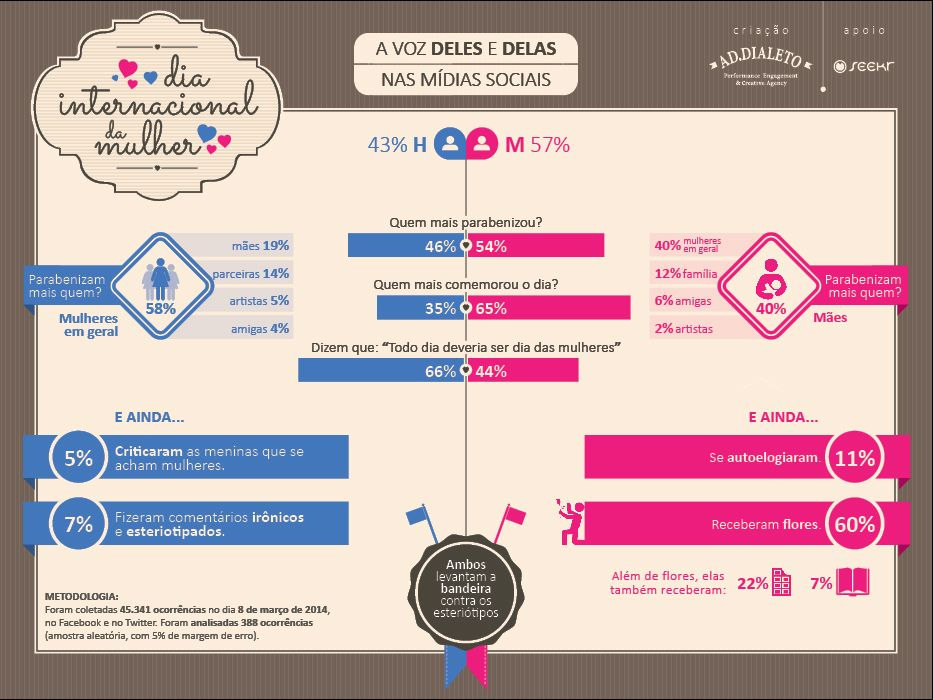 dia
internacional
da
mulher
A VOZ DELES E DELAS
NAS MÍDIAS SOCIAIS
criação
apoio
AD.DIALETO
Performance Engagement
& Creative Agency
seekr
43% H
M 57%
Quem mais parabenizou?
46%
54%
Quem mais comemorou o dia?
35%
65%
Dizem que: “Todo dia deveria ser dia das mulheres”
66%
44%
Parabenizam
mais quem?
Mulheres
em geral
58%
mães 19%
parceiras 14%
artistas 5%
amigas 4%
40% mulheres
em geral
12% família
6% amigas
2% artistas
40%
Parabenizam
mais quem?
Mães
E AINDA...
5%
Criticaram as meninas que se
acham mulheres.
7%
Fizeram comentários irônicos
e esteriotipados.
E AINDA...
Se autoelogiaram.
11%
Receberam flores.
60%
Além de flores, elas
também receberam:
22%
7%
Ambos
levantam a
bandeira
contra os
esteriótipos
METODOLOGIA:
Foram coletadas 45.341 ocorrências no dia 8 de março de 2014,
no Facebook e no Twitter. Foram analisadas 388 ocorrências
(amostra aleatória, com 5% de margem de erro).